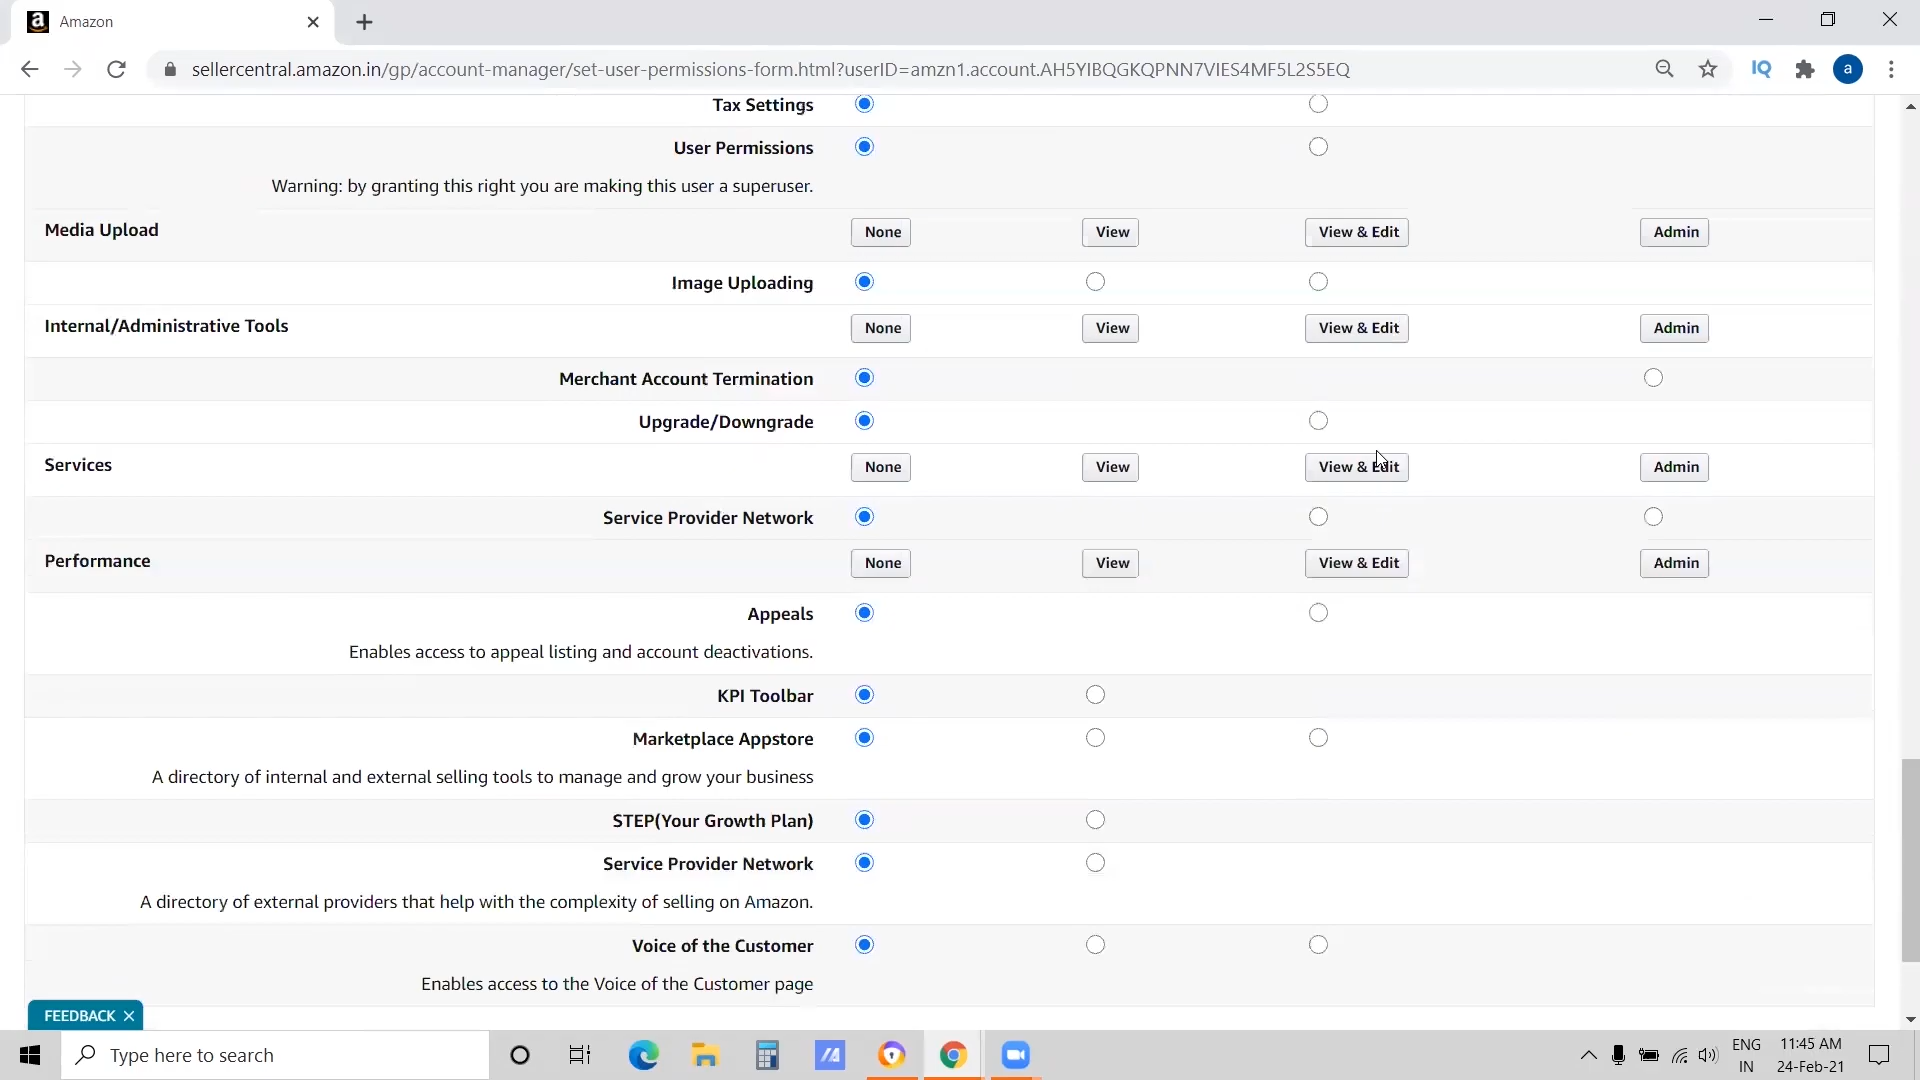 Amazon
sellercentral.amazon.in/gp/account-manager/set-user-permissions-form.html?userID=amzn1.account.AH5YIBQGKQPNN7VIES4MF5L2S5EQ
IQ
a
Tax Settings
User Permissions
Warning: by granting this right you are making this user a superuser.
Media Upload None View View & Edit Admin
Image Uploading
Internal/Administrative Tools None View View & Edit Admin
Merchant Account Termination
Upgrade/Downgrade
Services None View View & Edit Admin
Service Provider Network
Performance None View View & Edit Admin
Appeals
Enables access to appeal listing and account deactivations.
KPI Toolbar
Marketplace Appstore
A directory of internal and external selling tools to manage and grow your business
STEP(Your Growth Plan)
Service Provider Network
A directory of external providers that help with the complexity of selling on Amazon.
Voice of the Customer
Enables access to the Voice of the Customer page
FEEDBACK
Type here to search
ENG
IN
11:45 AM
24-Feb-21